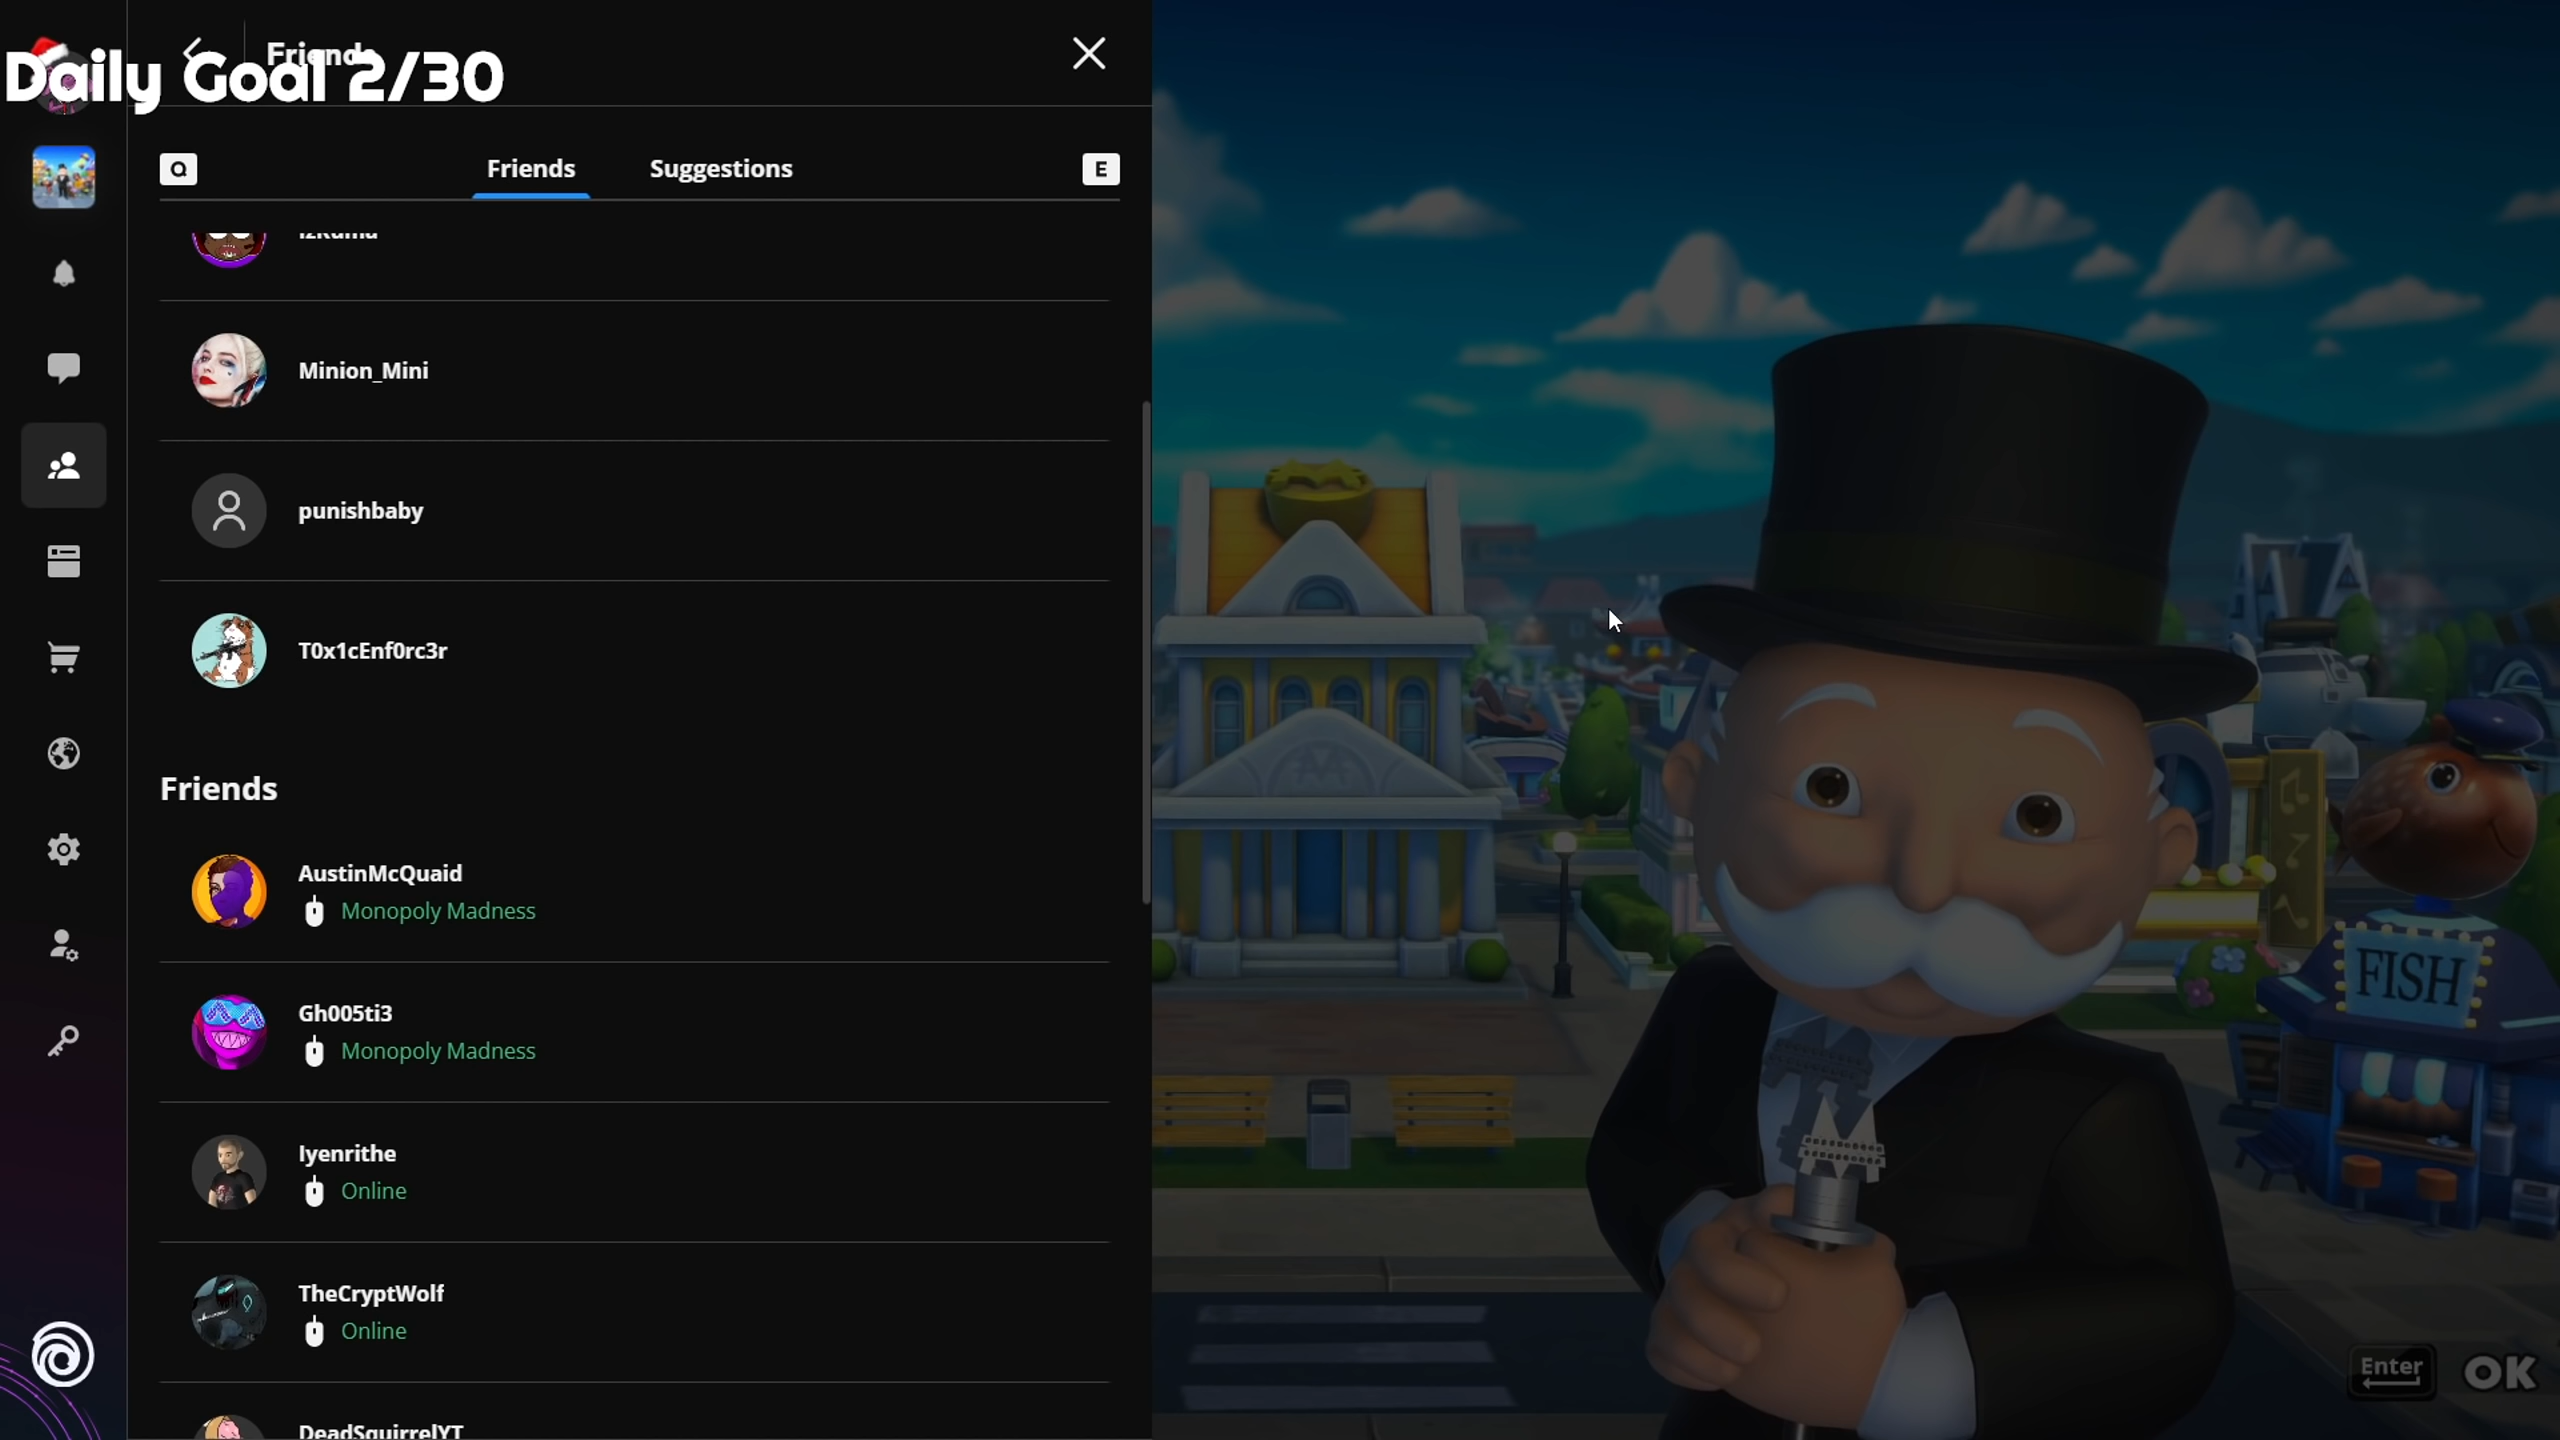 Friends
Daily Goal 2/30
Q
Friends
Suggestions
E
Minion_Mini
punishbaby
T0x1cEnf0rc3r
Friends
AustinMcQuaid
Monopoly Madness
Gh005ti3
Monopoly Madness
Iyenrithe
Online
TheCryptWolf
Online
DeadSquirrelYT
FISH
Enter
OK